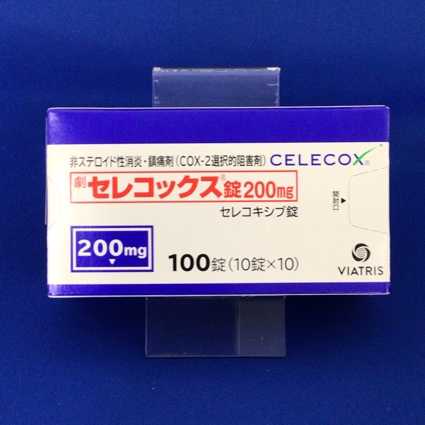 非ステロイド性消炎・鎮痛剤(COX-2選択的阻害剤) CELECOX®
劇 セレコックス®錠200mg
セレコキシブ錠
開封口
200mg
100錠(10錠×10)
VIATRIS